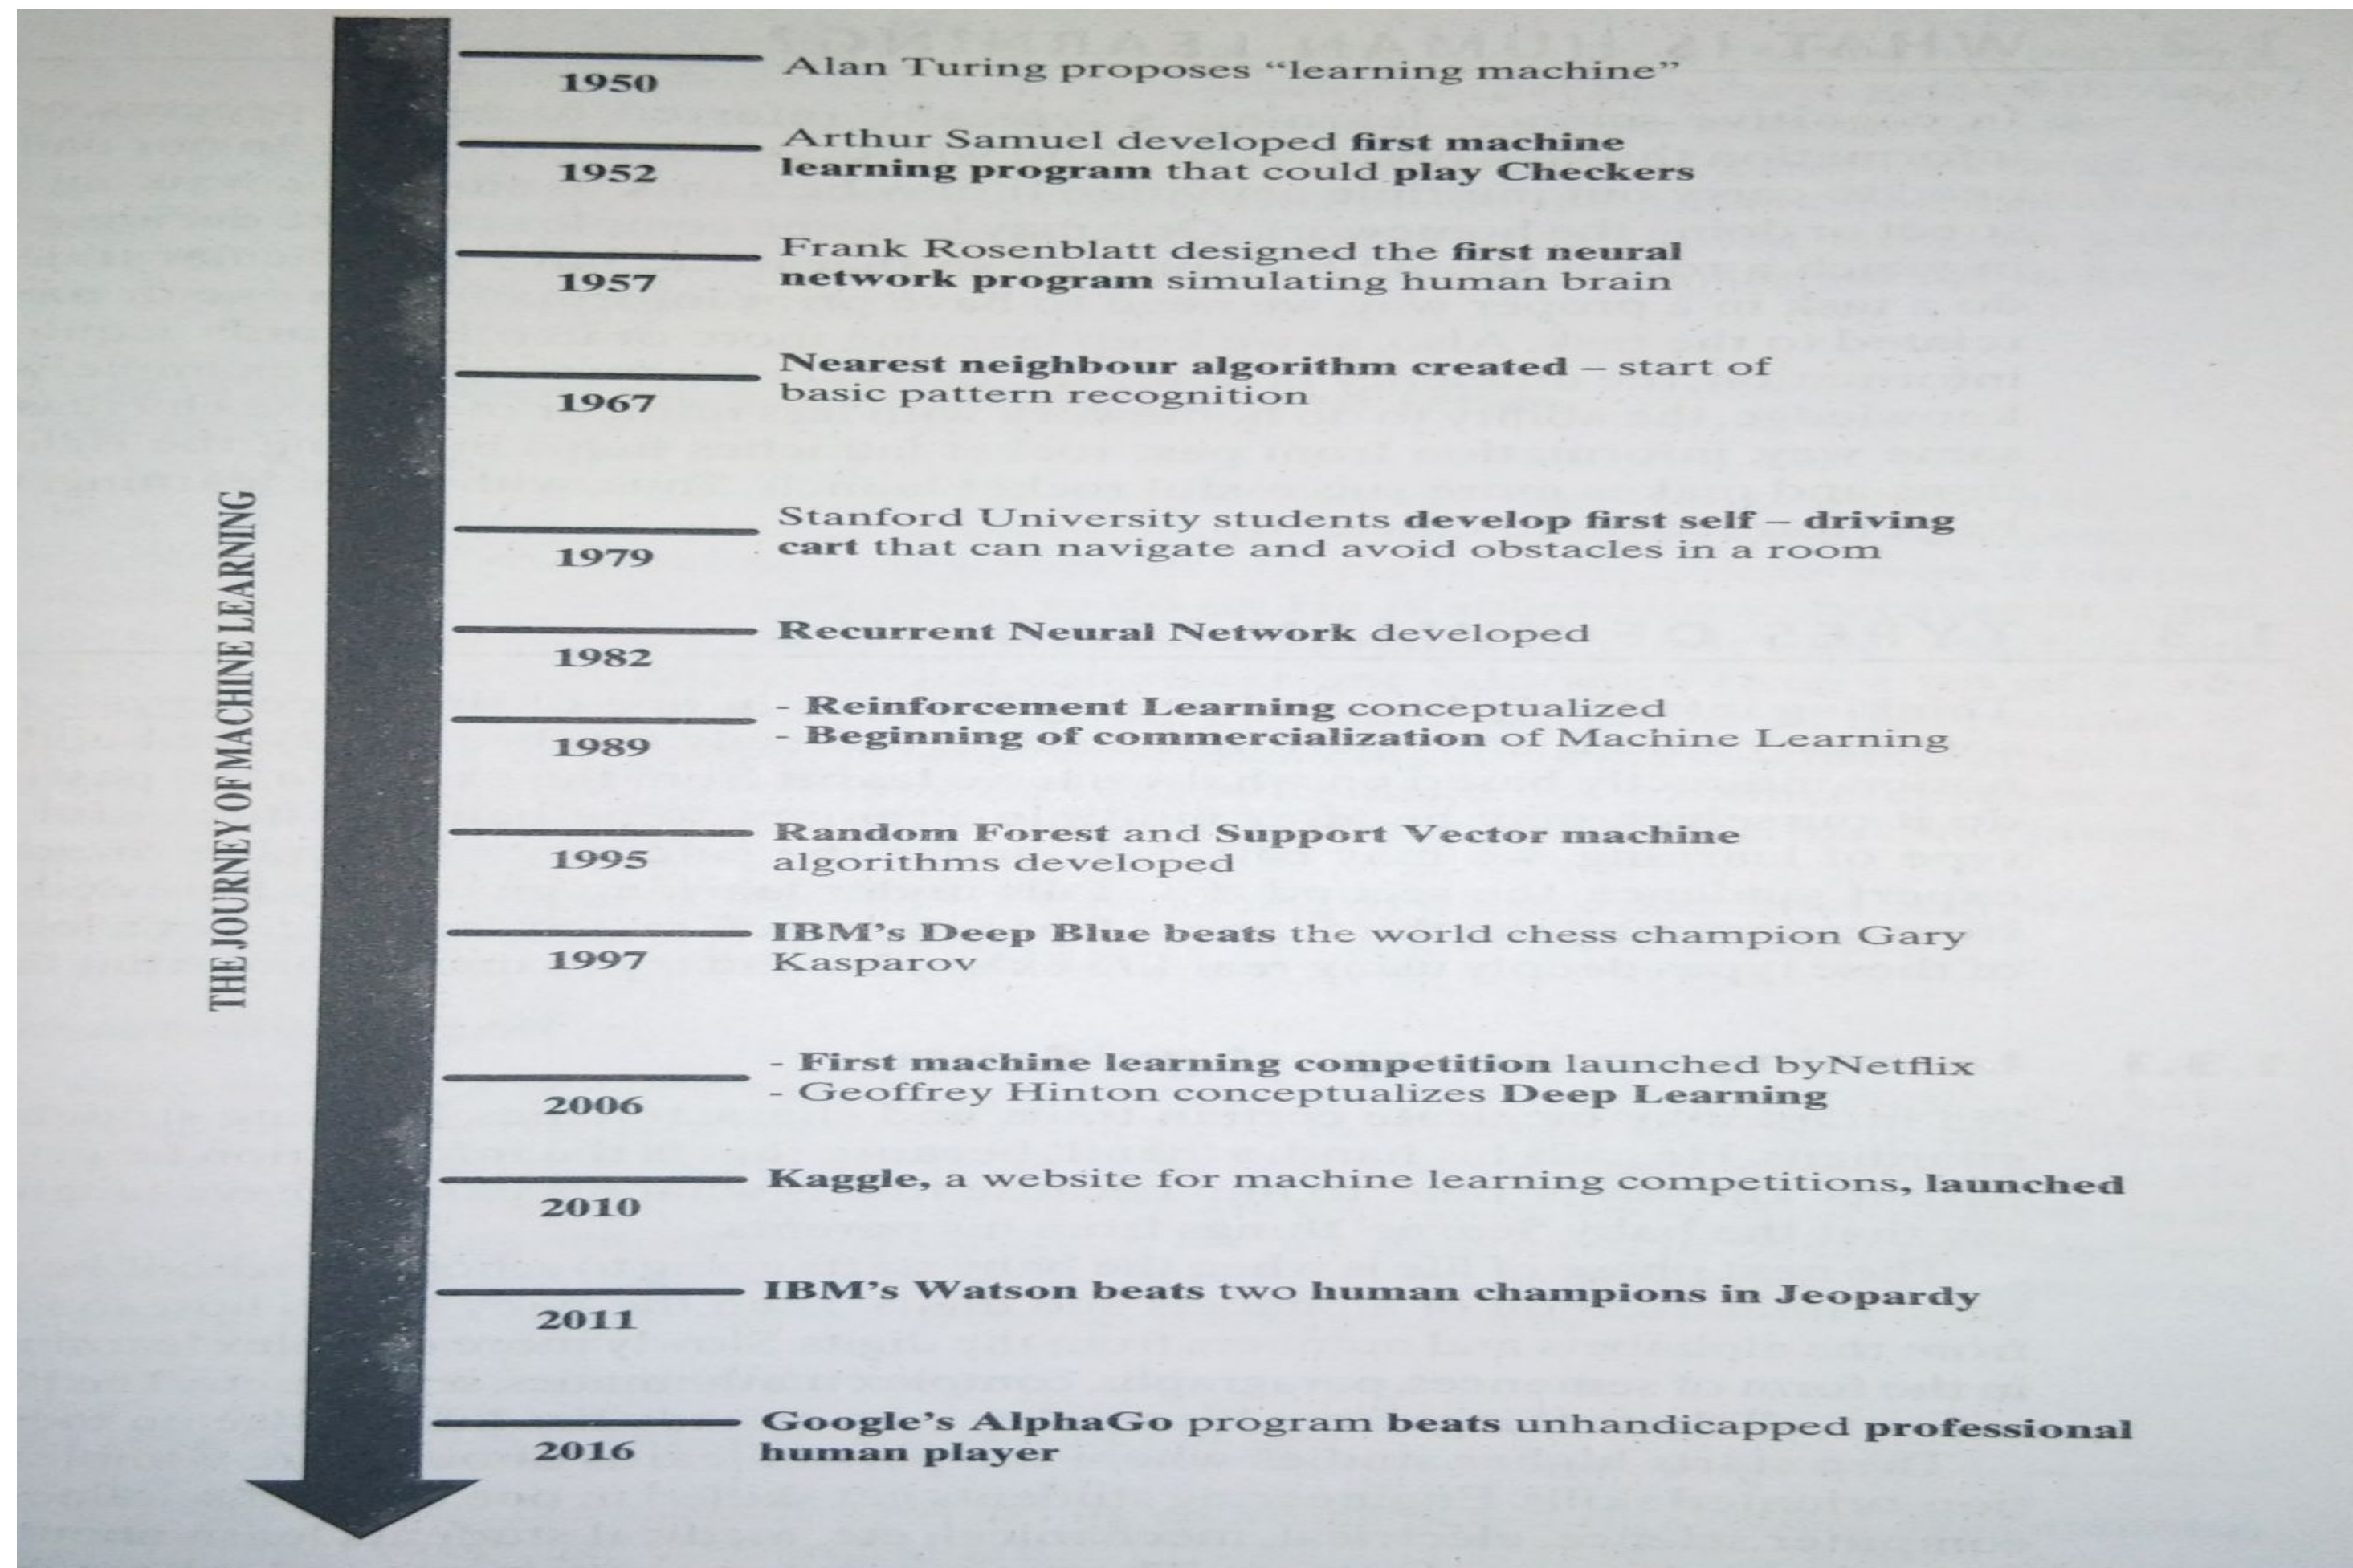 THE JOURNEY OF MACHINE LEARNING
1950
Alan Turing proposes “learning machine”
1952
Arthur Samuel developed first machine
learning program that could play Checkers
1957
Frank Rosenblatt designed the first neural
network program simulating human brain
1967
Nearest neighbour algorithm created – start of
basic pattern recognition
1979
Stanford University students develop first self – driving
cart that can navigate and avoid obstacles in a room
1982
Recurrent Neural Network developed
1989
- Reinforcement Learning conceptualized
- Beginning of commercialization of Machine Learning
1995
Random Forest and Support Vector machine
algorithms developed
1997
IBM’s Deep Blue beats the world chess champion Gary
Kasparov
2006
- First machine learning competition launched byNetflix
- Geoffrey Hinton conceptualizes Deep Learning
2010
Kaggle, a website for machine learning competitions, launched
2011
IBM’s Watson beats two human champions in Jeopardy
2016
Google’s AlphaGo program beats unhandicapped professional
human player